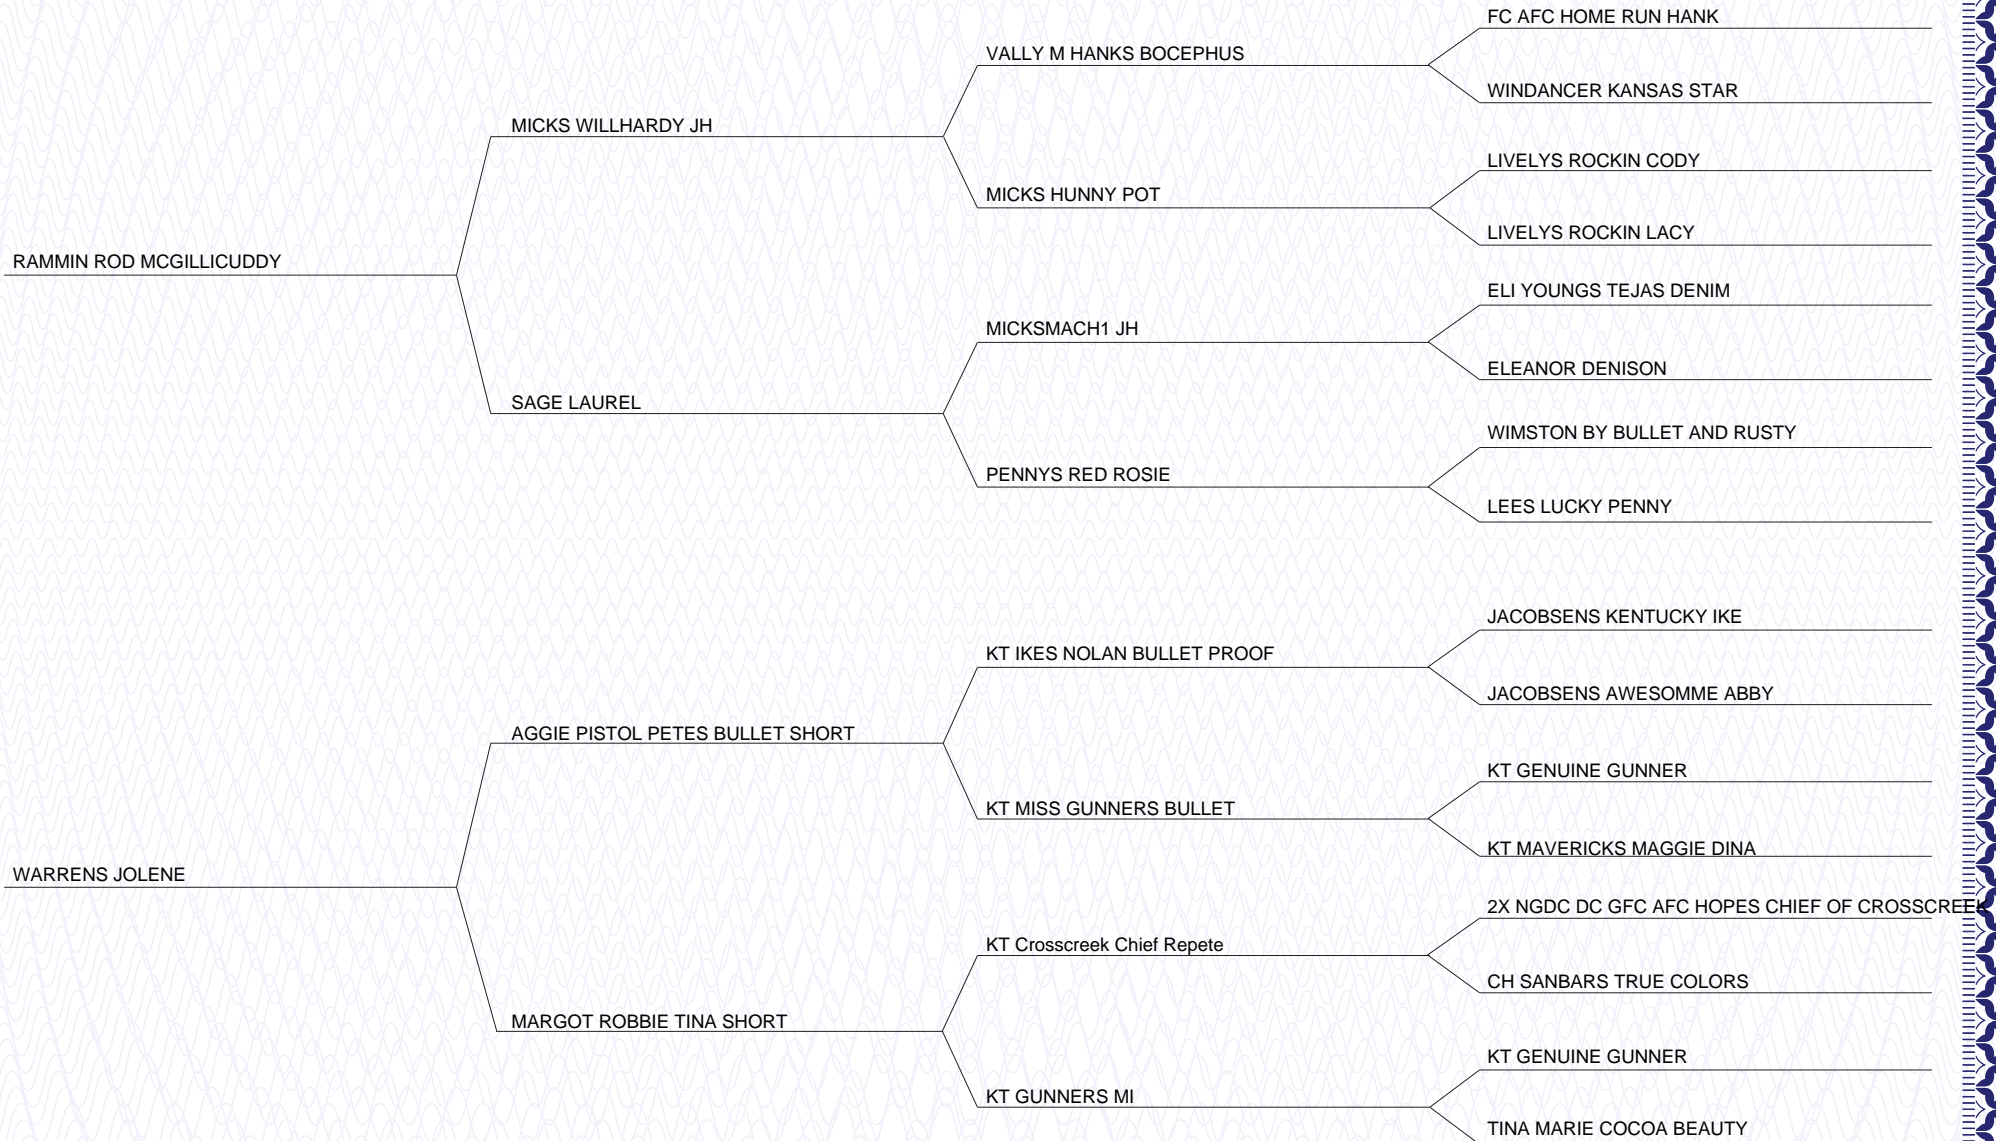 FC AFC HOME RUN HANK
VALLY M HANKS BOCEPHUS
WINDANCER KANSAS STAR
MICKS WILLHARDY JH
LIVELYS ROCKIN CODY
MICKS HUNNY POT
LIVELYS ROCKIN LACY
RAMMIN ROD MCGILLICUDDY
ELI YOUNGS TEJAS DENIM
MICKSMACH1 JH
ELEANOR DENISON
SAGE LAUREL
WIMSTON BY BULLET AND RUSTY
PENNYS RED ROSIE
LEES LUCKY PENNY
JACOBSENS KENTUCKY IKE
KT IKES NOLAN BULLET PROOF
JACOBSENS AWESOMME ABBY
AGGIE PISTOL PETES BULLET SHORT
KT GENUINE GUNNER
KT MISS GUNNERS BULLET
KT MAVERICKS MAGGIE DINA
WARRENS JOLENE
2X NGDC DC GFC AFC HOPES CHIEF OF CROSSCREEK
KT Crosscreek Chief Repete
CH SANBARS TRUE COLORS
MARGOT ROBBIE TINA SHORT
KT GENUINE GUNNER
KT GUNNERS MI
TINA MARIE COCOA BEAUTY